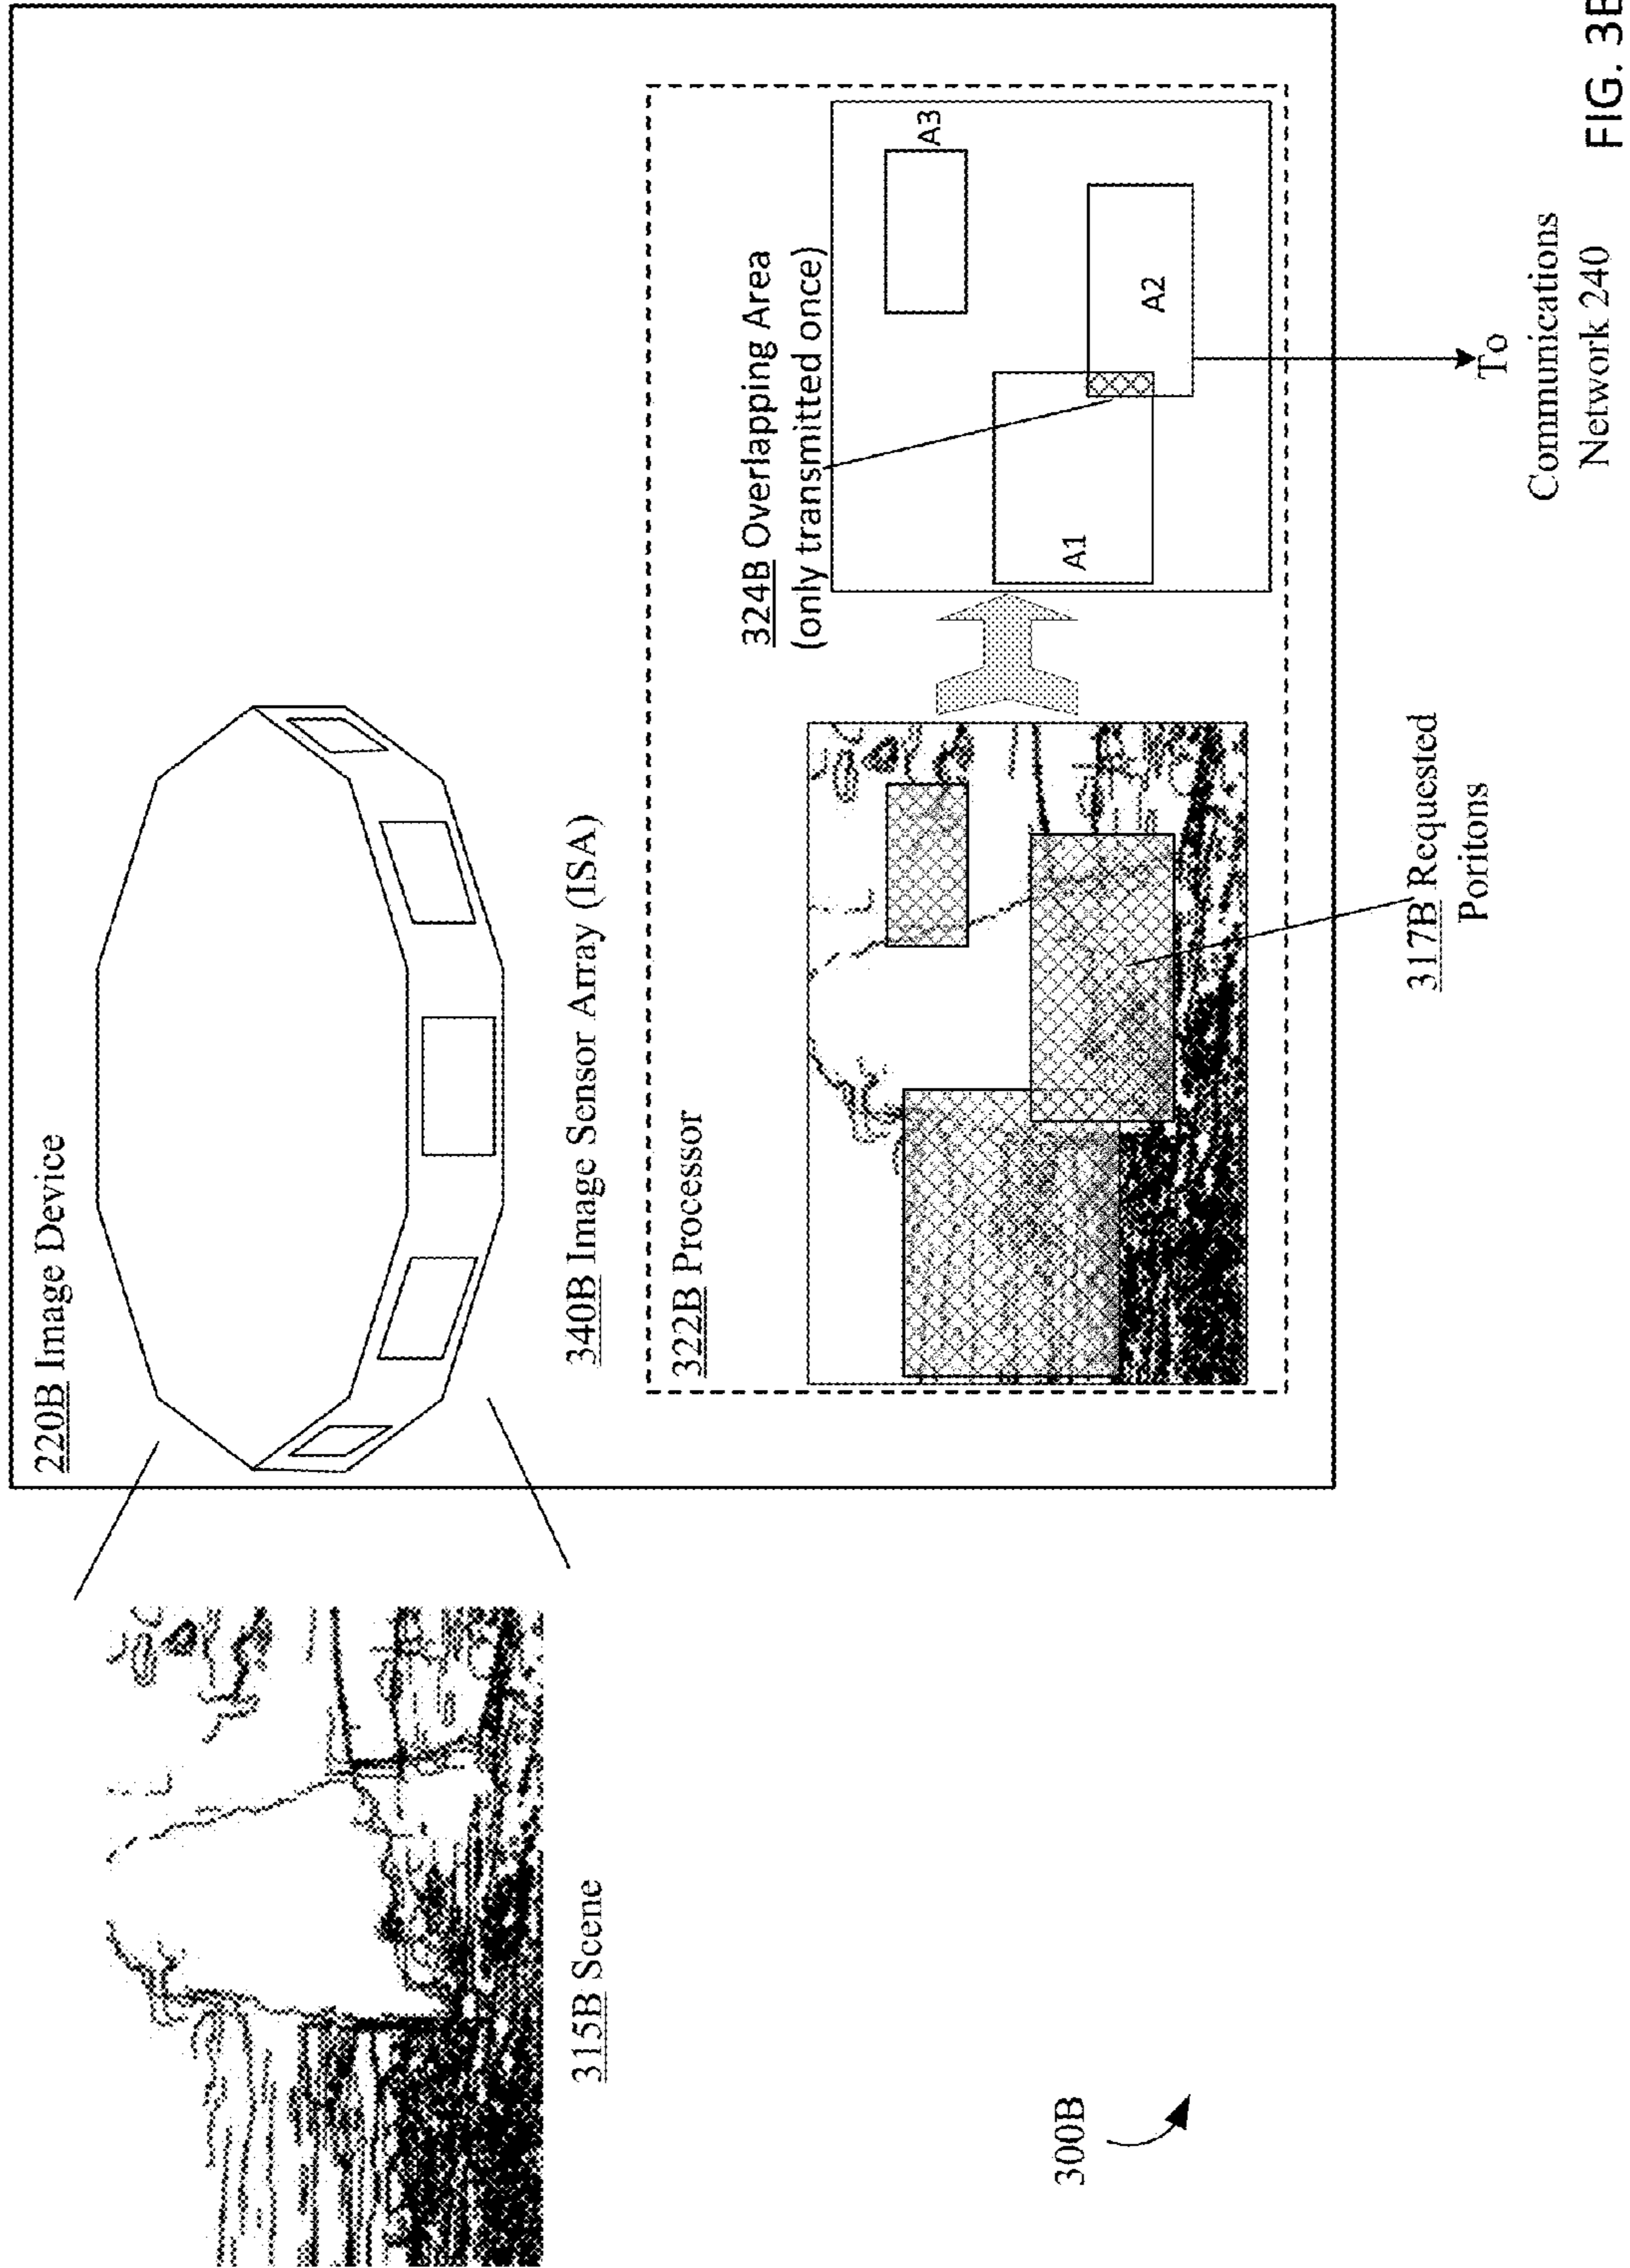 220B Image Device
340B Image Sensor Array (ISA)
315B Scene
322B Processor
324B Overlapping Area
(only transmitted once)
A1
A2
A3
317B Requested
Poritons
To
Communications
Network 240
300B
FIG. 3B